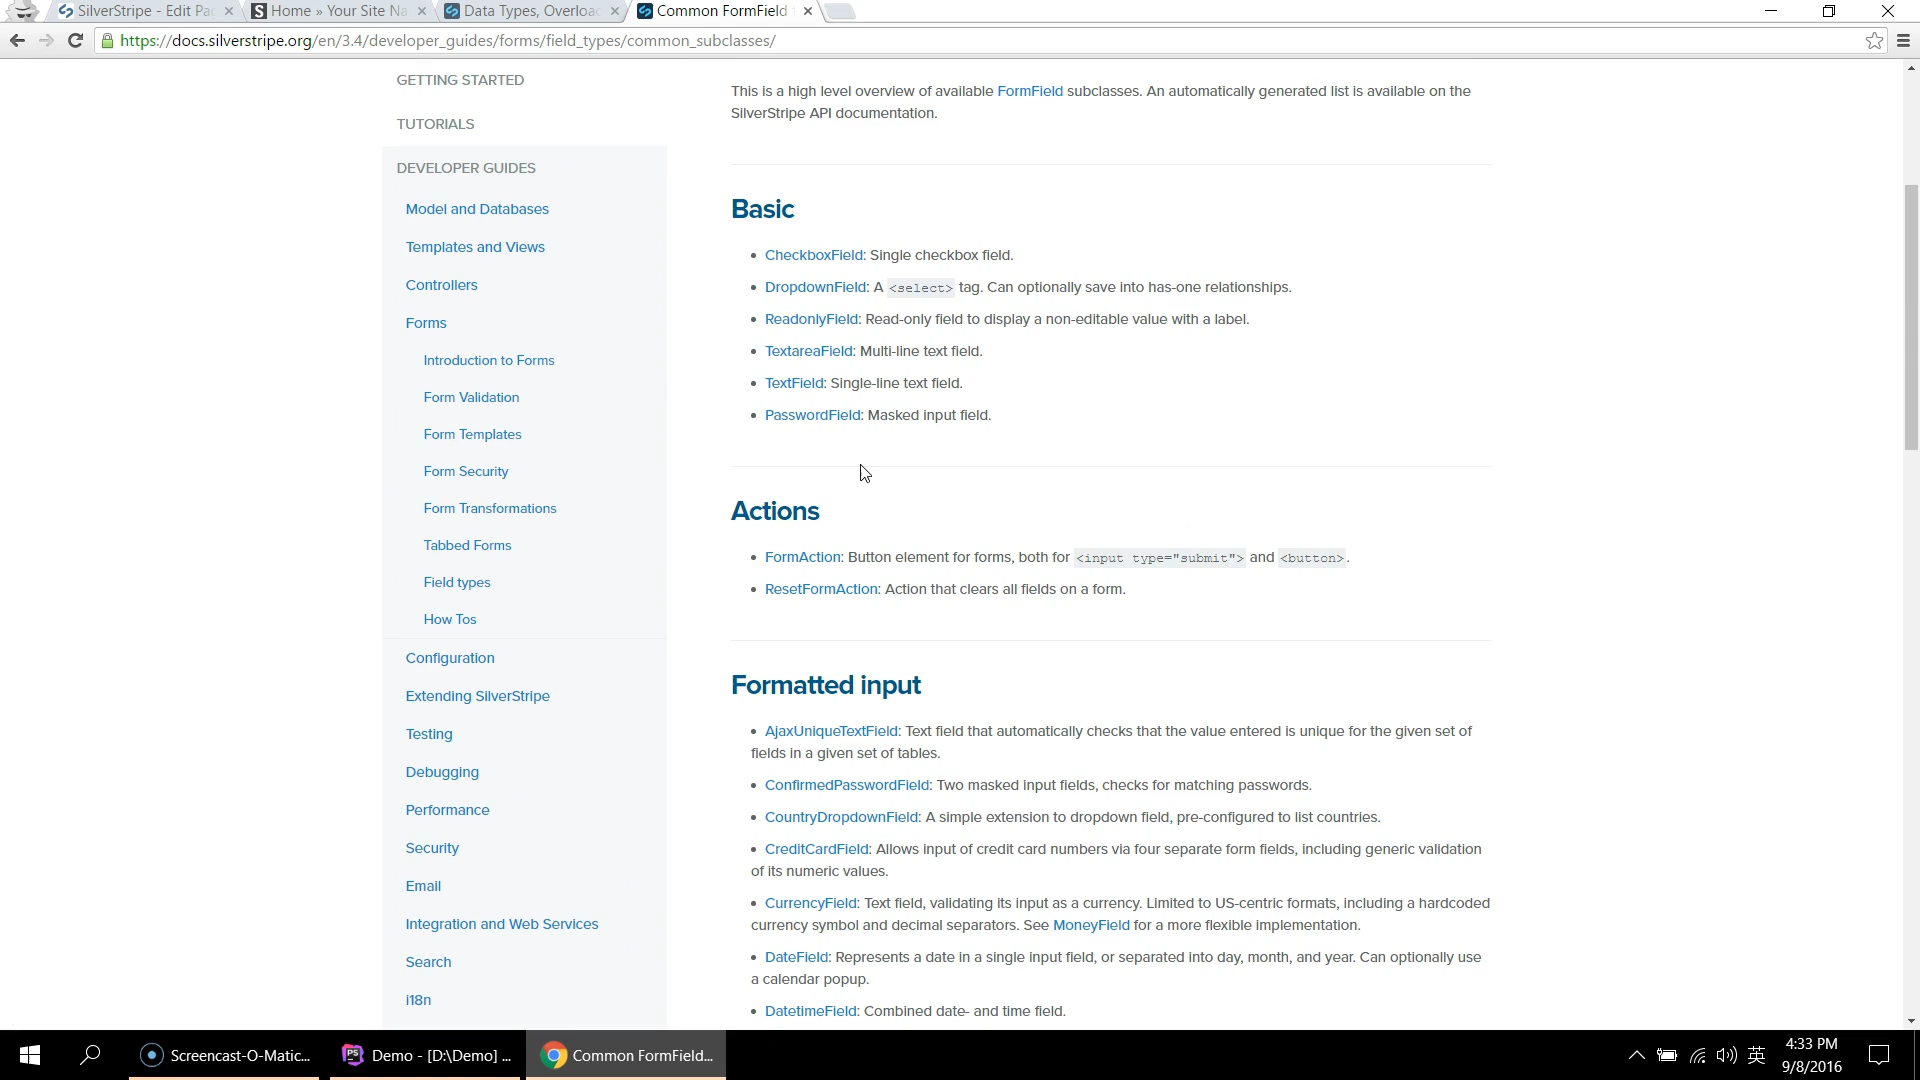 SilverStripe - Edit Pa
Home » Your Site Na
Data Types, Overloa
Common FormField
https://docs.silverstripe.org/en/3.4/developer_guides/forms/field_types/common_subclasses/
GETTING STARTED
TUTORIALS
DEVELOPER GUIDES
Model and Databases
Templates and Views
Controllers
Forms
Introduction to Forms
Form Validation
Form Templates
Form Security
Form Transformations
Tabbed Forms
Field types
How Tos
Configuration
Extending SilverStripe
Testing
Debugging
Performance
Security
Email
Integration and Web Services
Search
i18n
This is a high level overview of available FormField subclasses. An automatically generated list is available on the
SilverStripe API documentation.
Basic
• CheckboxField: Single checkbox field.
• DropdownField: A <select> tag. Can optionally save into has-one relationships.
• ReadonlyField: Read-only field to display a non-editable value with a label.
• TextareaField: Multi-line text field.
• TextField: Single-line text field.
• PasswordField: Masked input field.
Actions
• FormAction: Button element for forms, both for <input type="submit"> and <button>.
• ResetFormAction: Action that clears all fields on a form.
Formatted input
• AjaxUniqueTextField: Text field that automatically checks that the value entered is unique for the given set of
fields in a given set of tables.
• ConfirmedPasswordField: Two masked input fields, checks for matching passwords.
• CountryDropdownField: A simple extension to dropdown field, pre-configured to list countries.
• CreditCardField: Allows input of credit card numbers via four separate form fields, including generic validation
of its numeric values.
• CurrencyField: Text field, validating its input as a currency. Limited to US-centric formats, including a hardcoded
currency symbol and decimal separators. See MoneyField for a more flexible implementation.
• DateField: Represents a date in a single input field, or separated into day, month, and year. Can optionally use
a calendar popup.
• DatetimeField: Combined date- and time field.
Screencast-O-Matic...
PS Demo - [D:\Demo] ...
Common FormField...
英
4:33 PM
9/8/2016